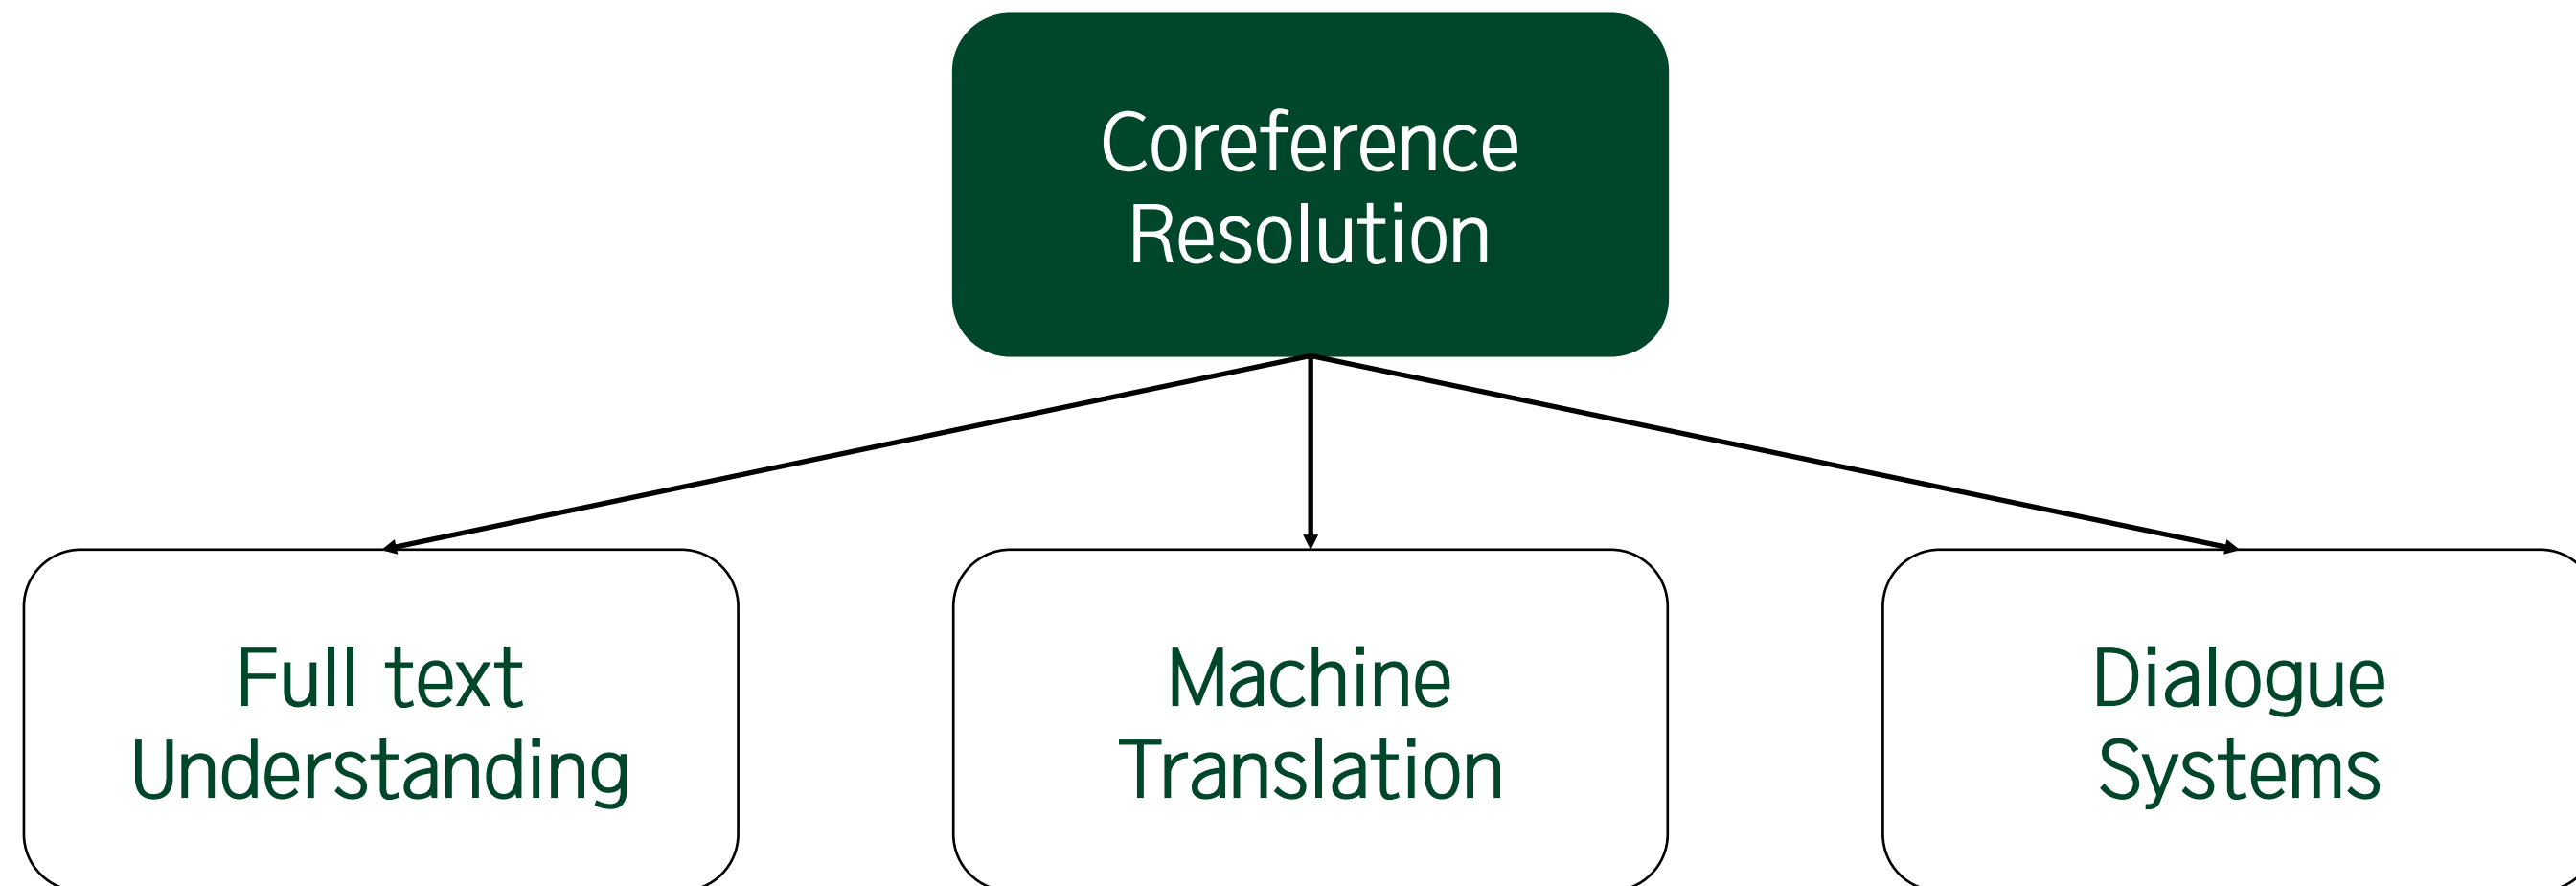 Coreference
Resolution
Full text
Understanding
Machine
Translation
Dialogue
Systems